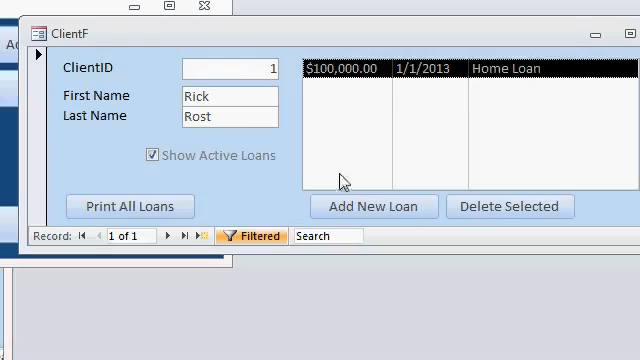 Ac
ClientF
ClientID 1 $100,000.00 1/1/2013 Home Loan
First Name Rick
Last Name Rost
Show Active Loans
Print All Loans Add New Loan Delete Selected
Record: 1 of 1 Filtered Search